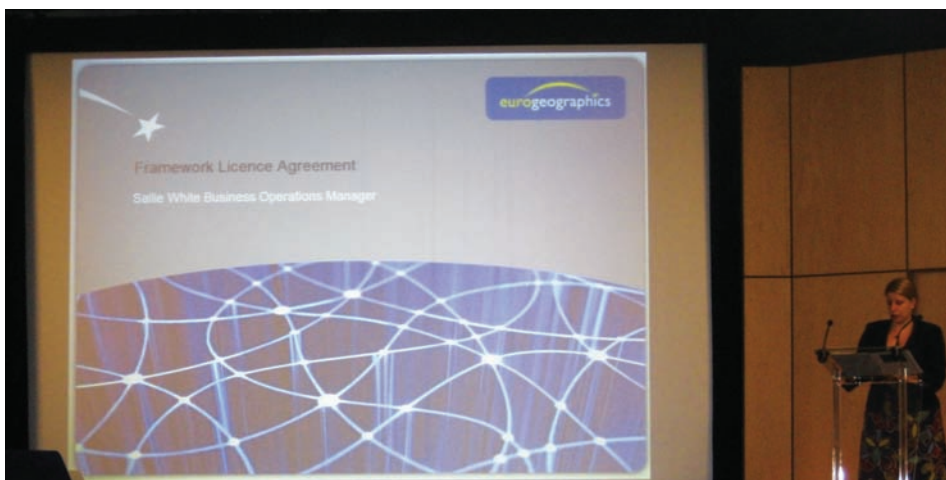 eurogeographics
Framework Licence Agreement
Sallie White Business Operations Manager